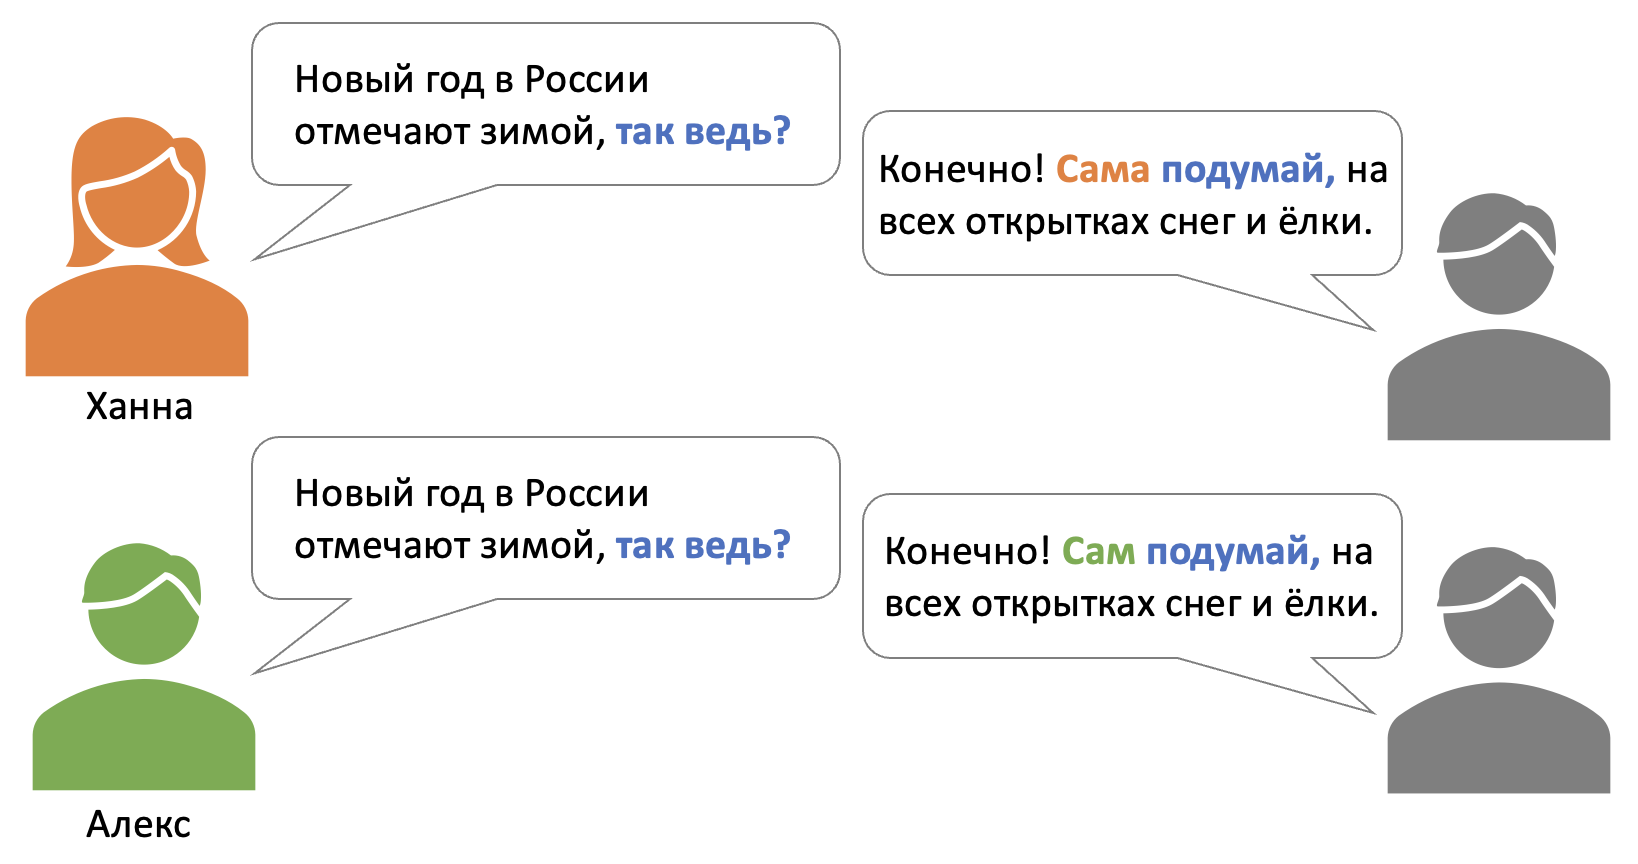 Новый год в России
отмечают зимой, так ведь?
Конечно! Сама подумай, на
всех открытках снег и ёлки.
Ханна
Новый год в России
отмечают зимой, так ведь?
Конечно! Сам подумай, на
всех открытках снег и ёлки.
Алекс